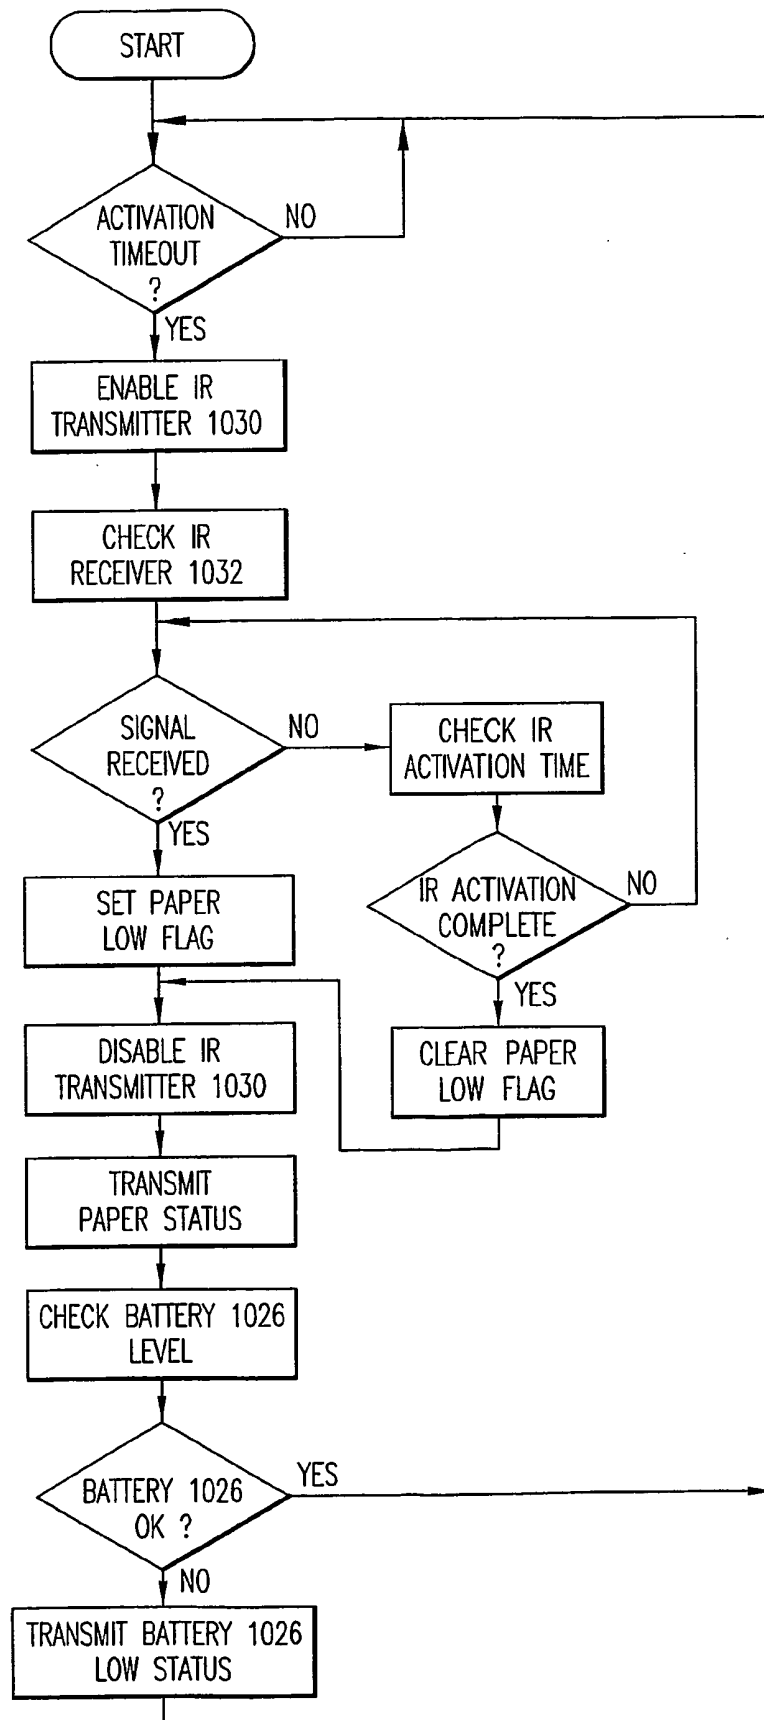 START
ACTIVATION
TIMEOUT
?
NO
YES
ENABLE IR
TRANSMITTER 1030
CHECK IR
RECEIVER 1032
SIGNAL
RECEIVED
?
NO
YES
CHECK IR
ACTIVATION TIME
IR ACTIVATION
COMPLETE
?
NO
YES
SET PAPER
LOW FLAG
CLEAR PAPER
LOW FLAG
DISABLE IR
TRANSMITTER 1030
TRANSMIT
PAPER STATUS
CHECK BATTERY 1026
LEVEL
BATTERY 1026
OK ?
YES
NO
TRANSMIT BATTERY 1026
LOW STATUS